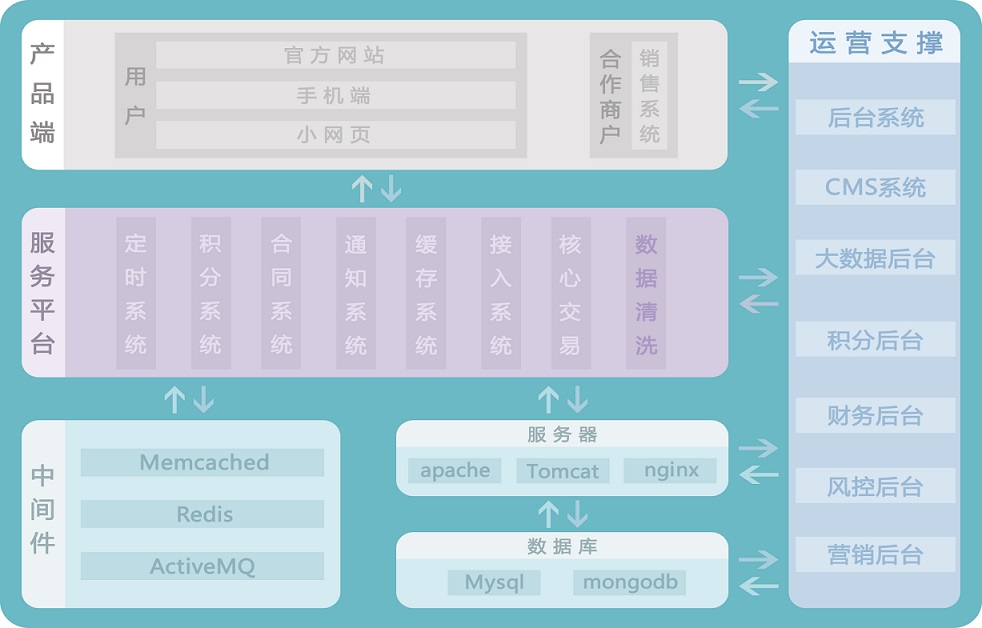 产品端
用户
官方网站
手机端
小网页
合作商户
销售系统
服务平台
定时系统
积分系统
合同系统
通知系统
缓存系统
接入系统
核心交易
数据清洗
中间件
Memcached
Redis
ActiveMQ
服务器
apache
Tomcat
nginx
数据库
Mysql
mongodb
运营支撑
后台系统
CMS系统
大数据后台
积分后台
财务后台
风控后台
营销后台